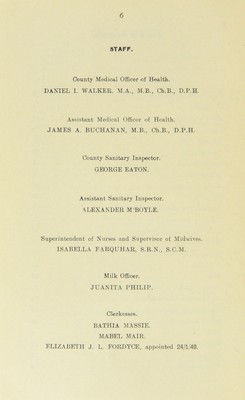 6
STAFF.
County Medical Officer of Health.
DANIEL I. WALKER, M.A., M.B., Ch.B., D.P.H.
Assistant Medical Officer of Health.
JAMES A. BUCHANAN, M.B., Ch.B., D.P.H.
County Sanitary Inspector.
GEORGE EATON.
Assistant Sanitary Inspector.
ALEXANDER M'BOYLE.
Superintendent of Nurses and Supervisor of Midwives.
ISABELLA FARQUHAR, S.R.N., S.C.M.
Milk Officer.
JUANITA PHILIP.
Clerkesses.
BATHIA MASSIE.
MABEL MAIR.
ELIZABETH J. L. FORDYCE, appointed 24/1/49.